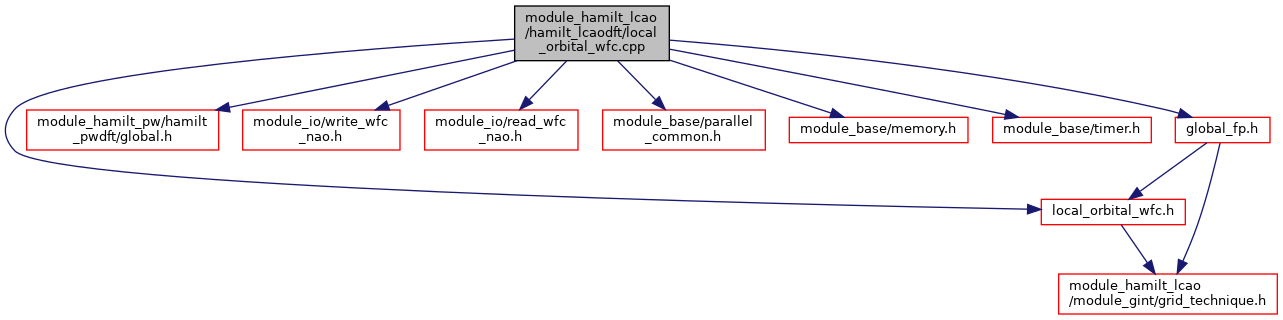 module_hamilt_lcao
/hamilt_lcaodft/local
_orbital_wfc.cpp
module_hamilt_pw/hamilt
_pwdft/global.h
module_io/write_wfc
_nao.h
module_io/read_wfc
_nao.h
module_base/parallel
_common.h
module_base/memory.h
module_base/timer.h
global_fp.h
local_orbital_wfc.h
module_hamilt_lcao
/module_gint/grid_technique.h